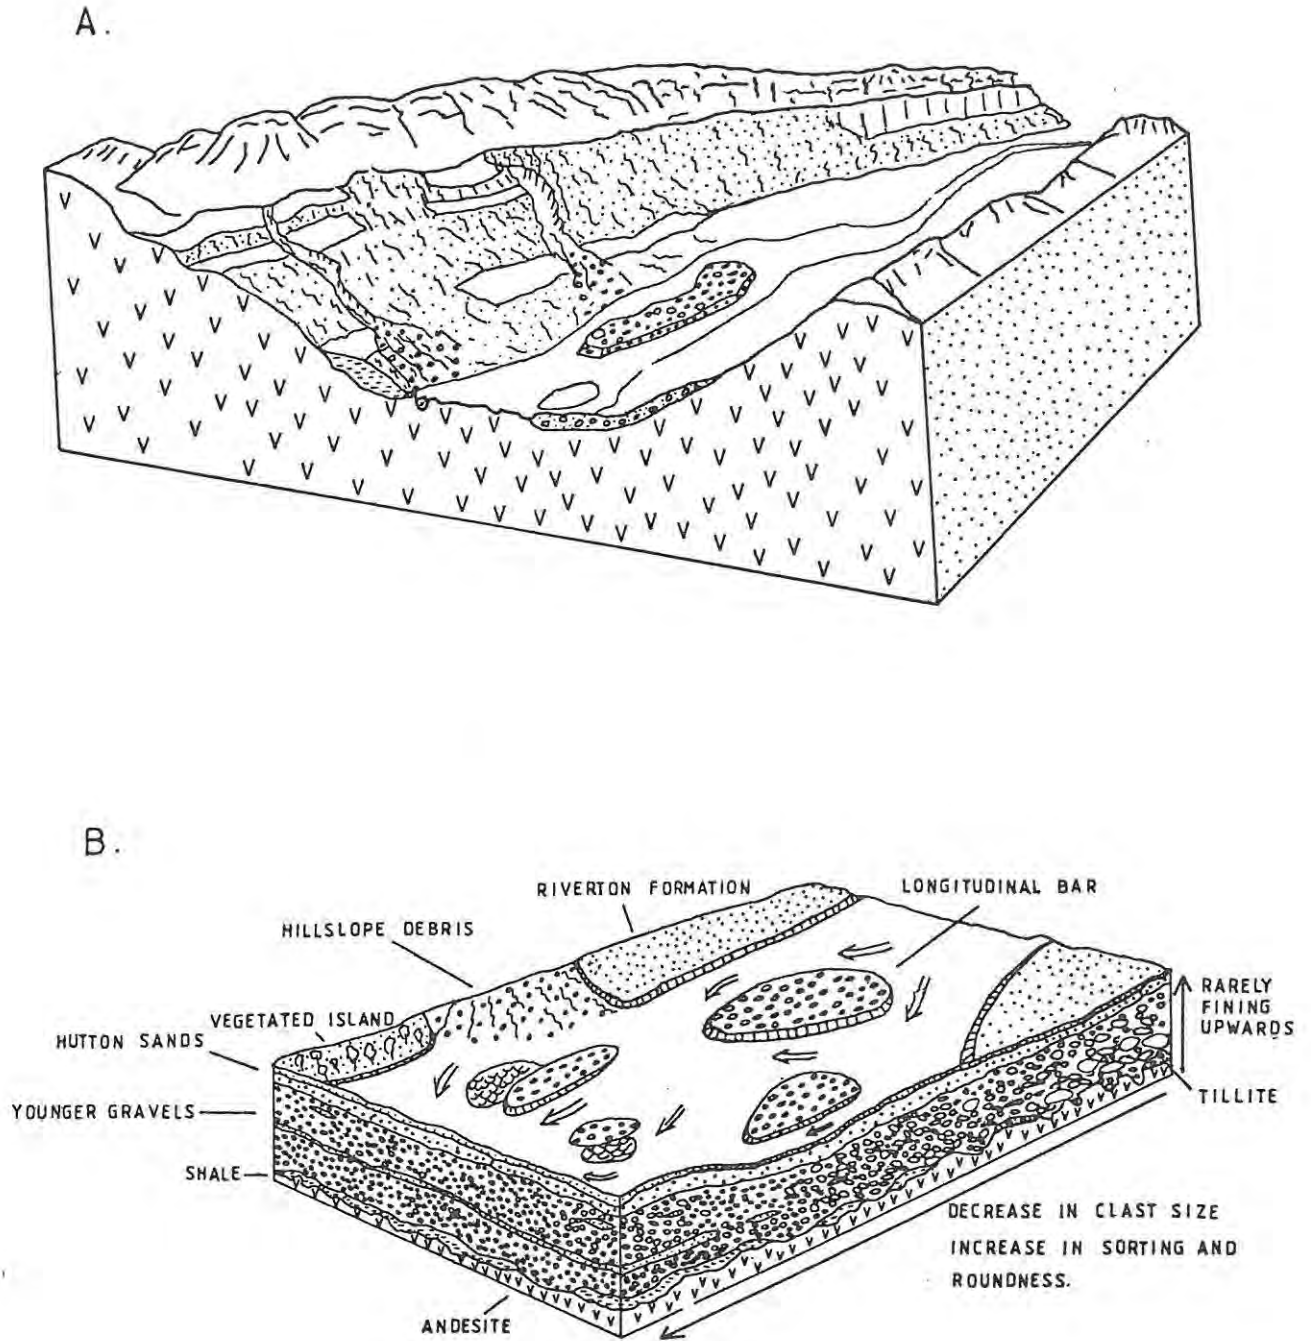 A.
B.
RIVERTON FORMATION
LONGITUDINAL BAR
HILLSLOPE DEBRIS
VEGETATED ISLAND
HUTTON SANDS
RARELY
FINING
UPWARDS
YOUNGER GRAVELS
TILLITE
SHALE
DECREASE IN CLAST SIZE
INCREASE IN SORTING AND
ROUNDNESS.
ANDESITE